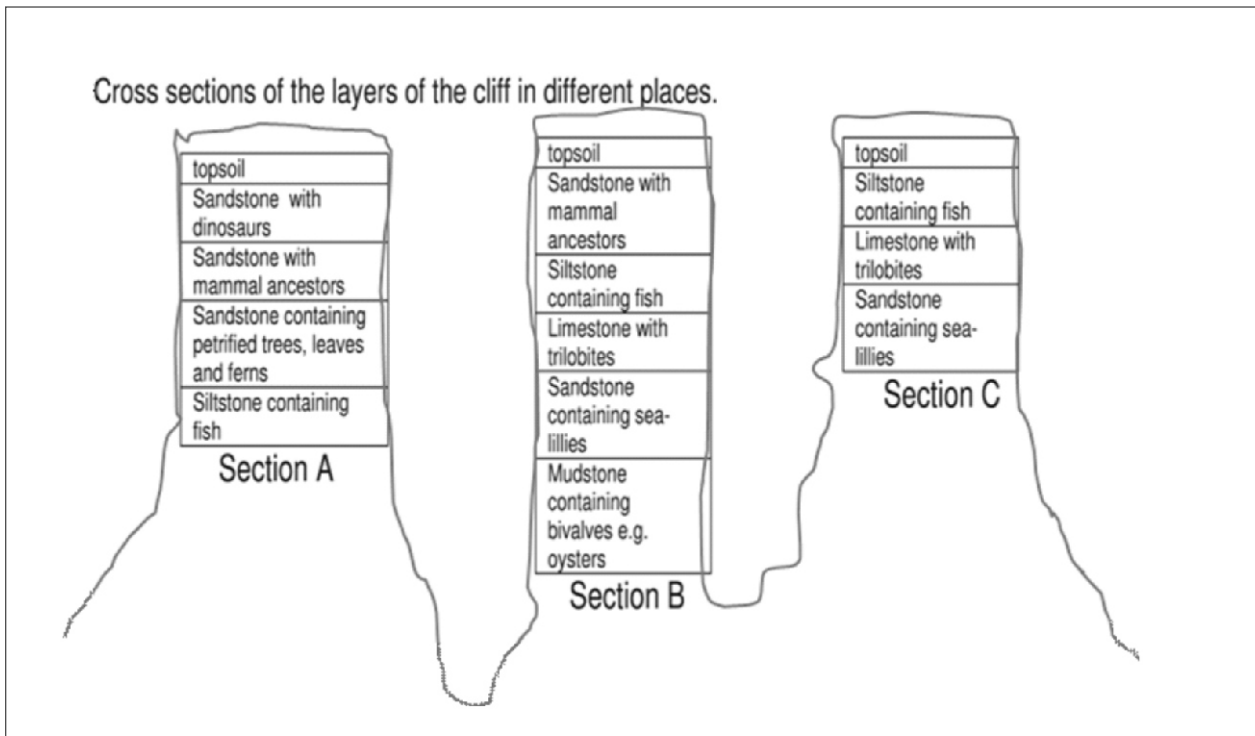 Cross sections of the layers of the cliff in different places.
topsoil
Sandstone with
dinosaurs
Sandstone with
mammal ancestors
Sandstone containing
petrified trees, leaves
and ferns
Siltstone containing
fish
Section A
topsoil
Sandstone with
mammal
ancestors
Siltstone
containing fish
Limestone with
trilobites
Sandstone
containing sea-
lillies
Mudstone
containing
bivalves e.g.
oysters
Section B
topsoil
Siltstone
containing fish
Limestone with
trilobites
Sandstone
containing sea-
lillies
Section C